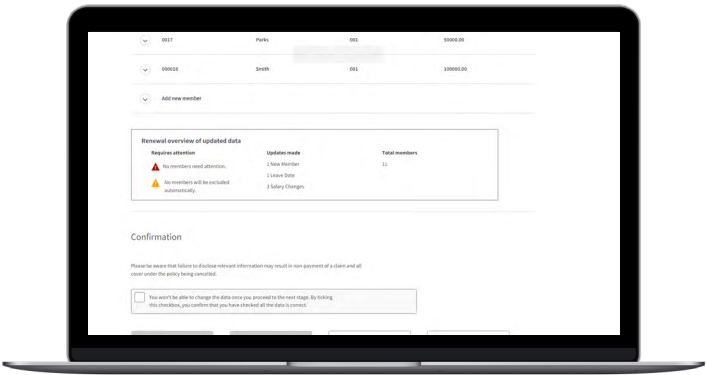 0017 Parks 001 50000.00
000018 Smith 001 100000.00
Add new member
Renewal overview of updated data
Requires attention Updates made Total members
No members need attention. 1 New Member 11
1 Leave Date
No members will be excluded
automatically. 3 Salary Changes
Confirmation
Please be aware that failure to disclose relevant information may result in non-payment of a claim and all
cover under the policy being cancelled.
You won't be able to change the data once you proceed to the next stage. By ticking
this checkbox, you confirm that you have checked all the data is correct.